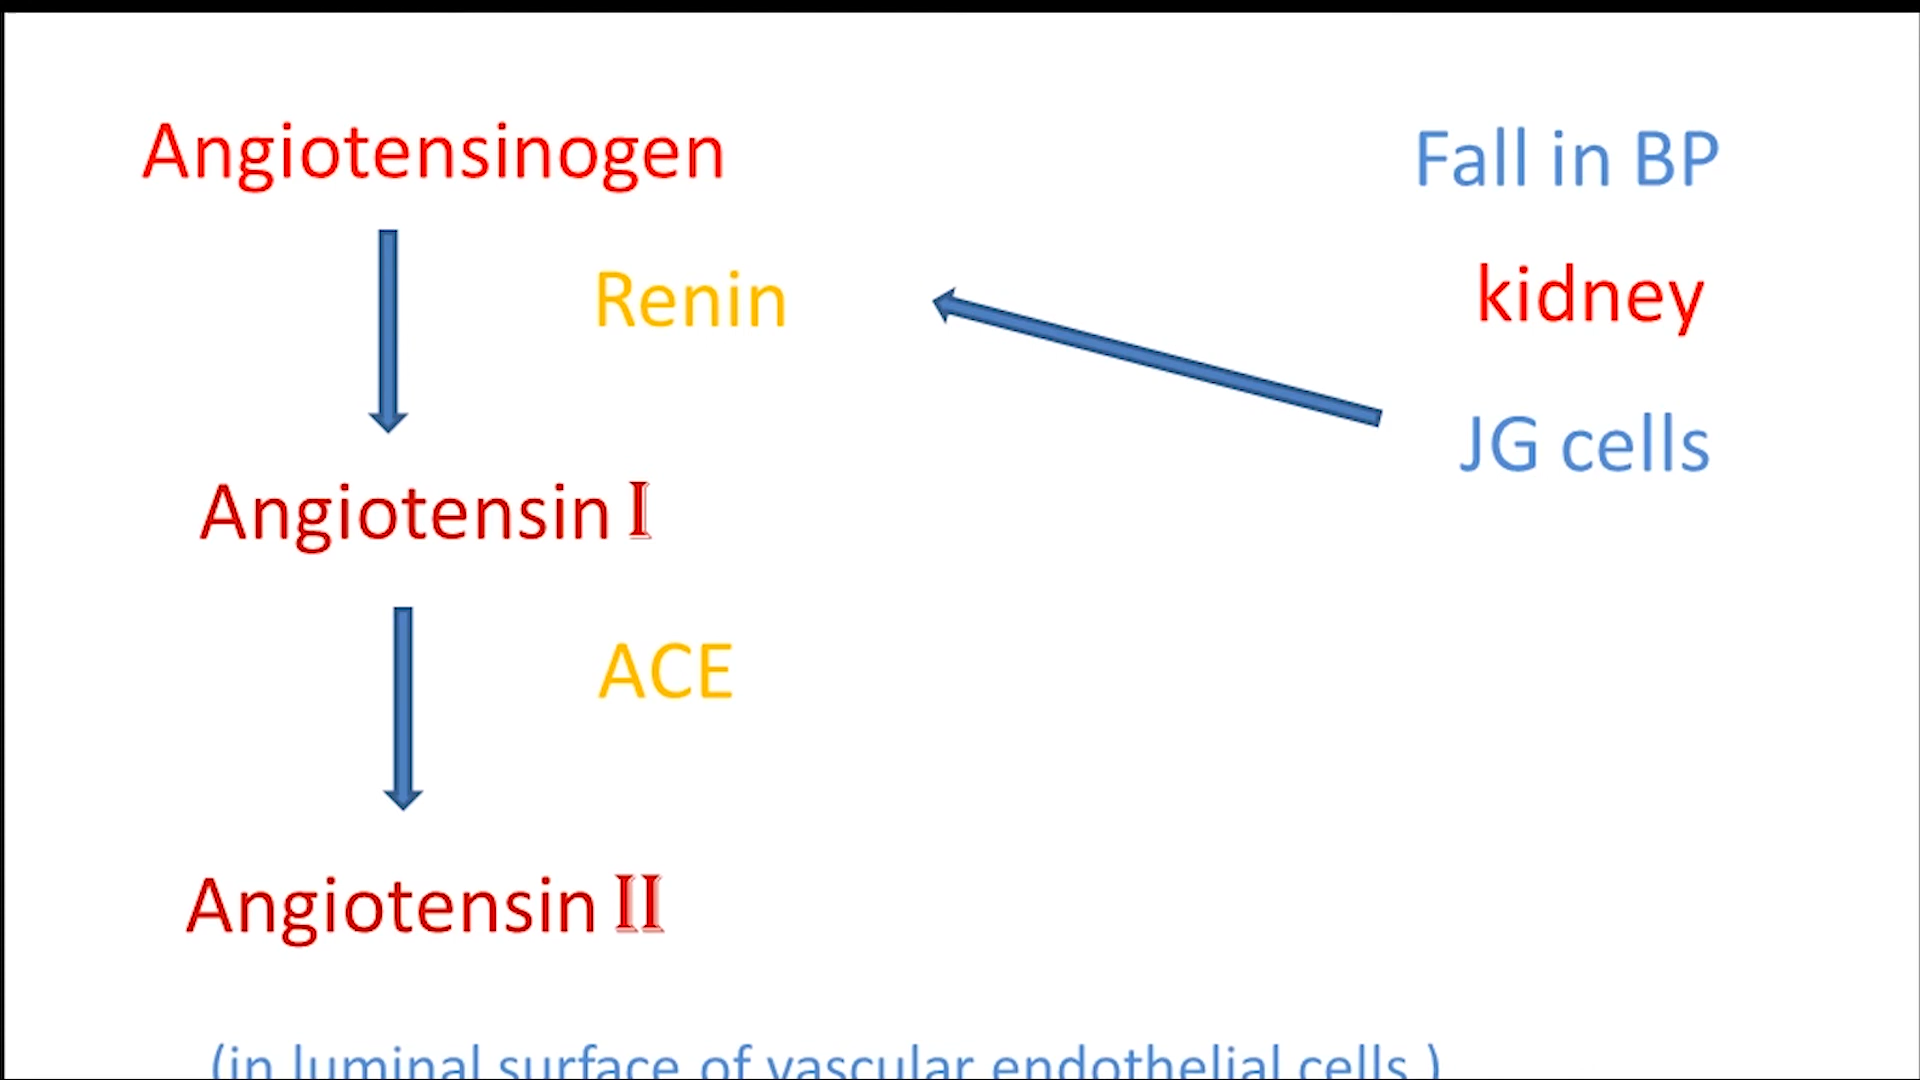 Angiotensinogen
Fall in BP
Renin
kidney
JG cells
Angiotensin I
ACE
Angiotensin II
(in luminal surface of vascular endothelial cells )